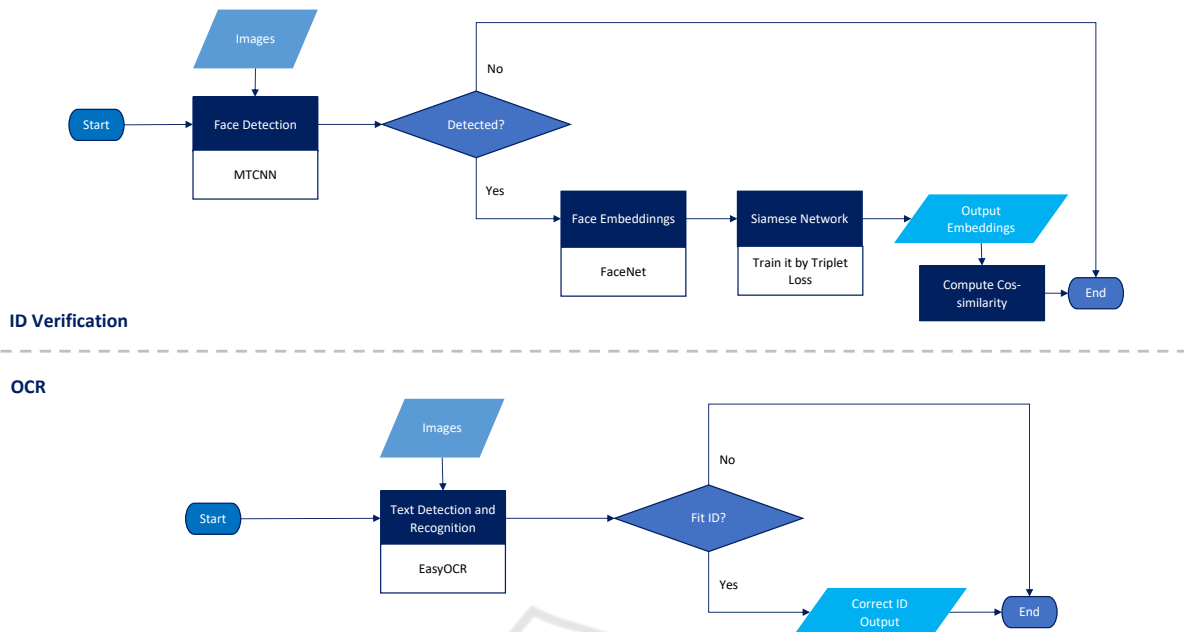 Images
No
Start
Face Detection
Detected?
MTCNN
Yes
Face Embeddinngs
Siamese Network
Output
Embeddings
FaceNet
Train it by Triplet
Loss
Compute Cos-
similarity
End
ID Verification
OCR
Images
No
Start
Text Detection and
Recognition
Fit ID?
EasyOCR
Yes
Correct ID
Output
End